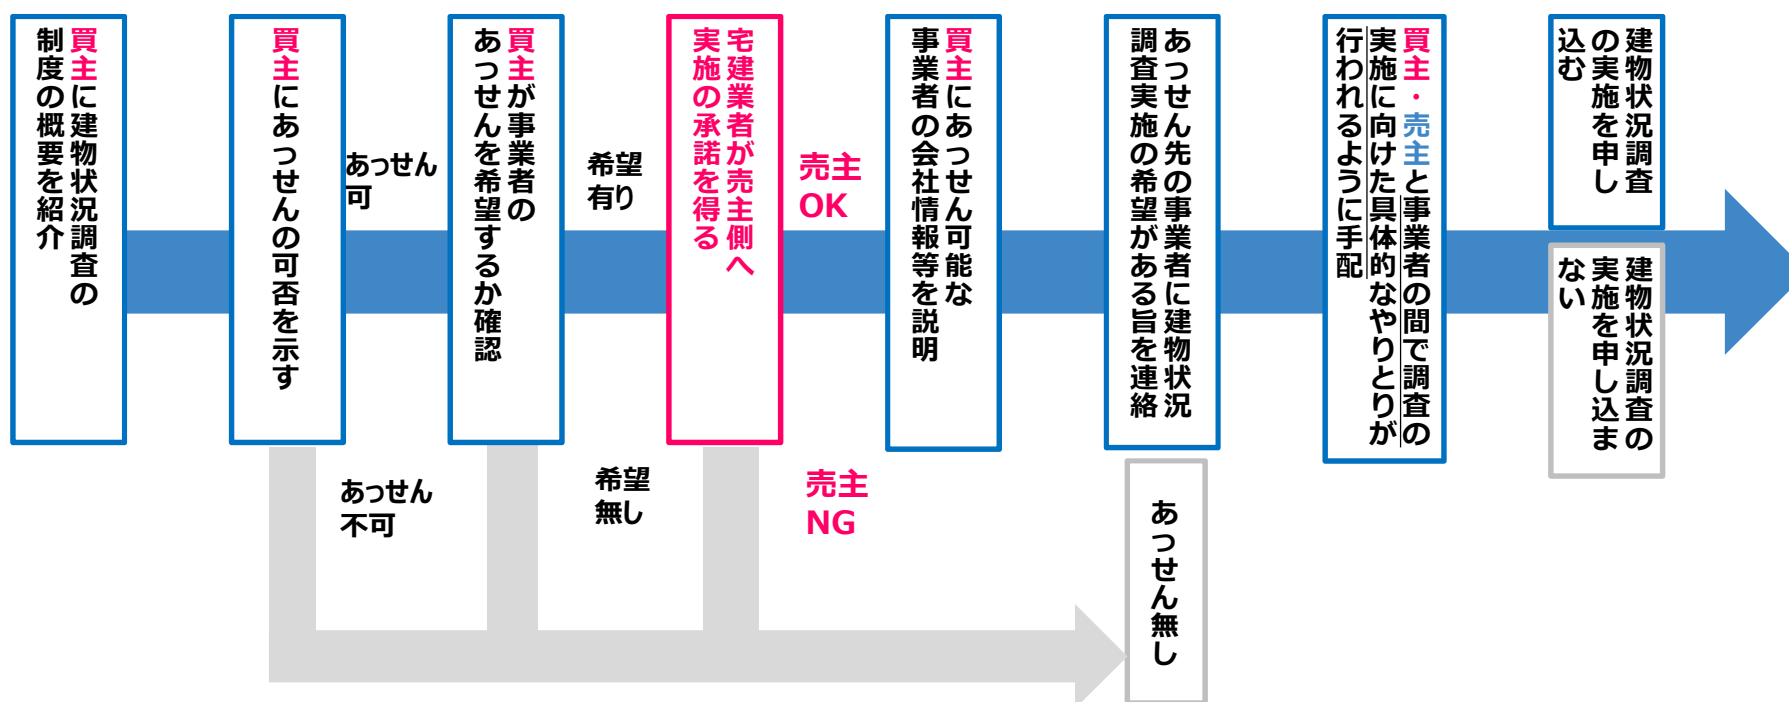 買主に建物状況調査の
制度の概要を紹介
買主にあっせんの可否を示す
あっせん
可
あっせん
不可
買主が事業者の
あっせんを希望するか確認
希望
有り
希望
無し
宅建業者が売主側へ
実施の承諾を得る
売主
OK
売主
NG
買主にあっせん可能な
事業者の会社情報等を説明
あっせん先の事業者に建物状況
調査実施の希望がある旨を連絡
あっせん無し
買主・売主と事業者の間で調査の
実施に向けた具体的なやりとりが
行われるように手配
建物状況調査
の実施を申し
込む
建物状況調査の
実施を申し込ま
ない